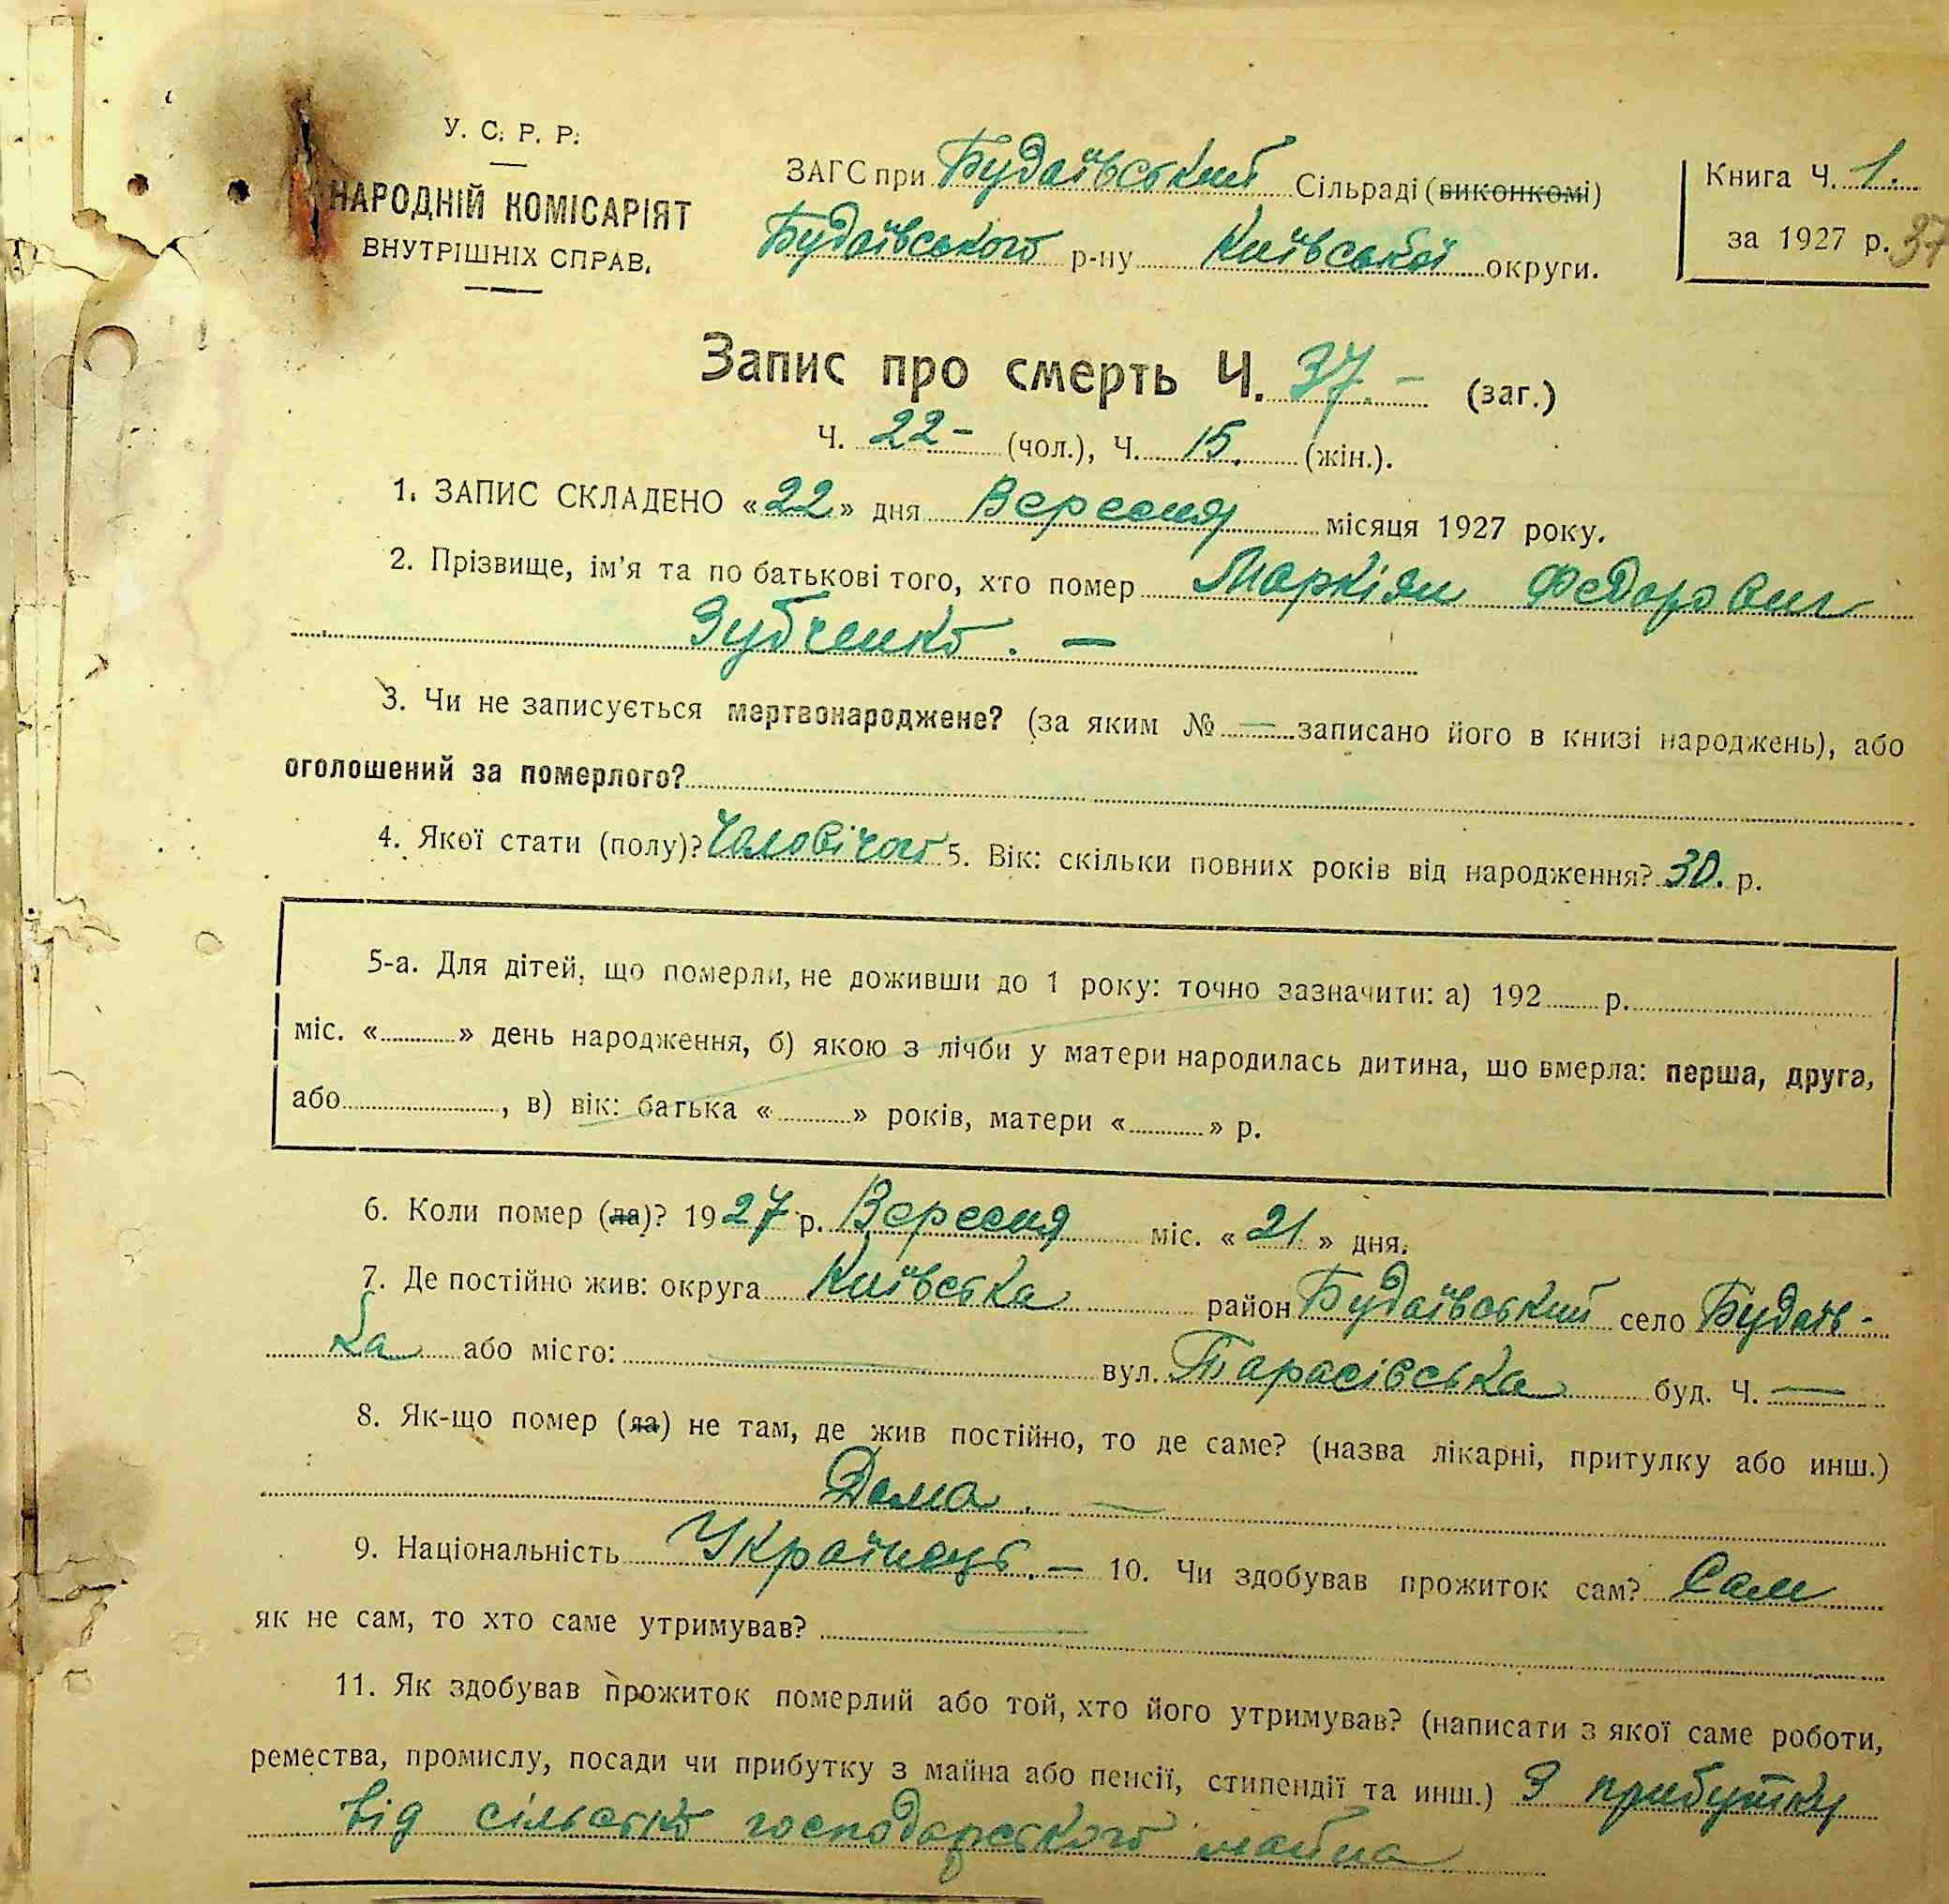 У. С. Р. Р.
НАРОДНІЙ КОМІСАРІЯТ
ВНУТРІШНІХ СПРАВ.
ЗАГС при Будаївський Сільраді (виконкомі)
Будаївського р-ну Київської округи.
Книга Ч. 1.
за 1927 р. 37
Запис про смерть Ч. 37.— (заг.)
Ч. 22— (чол.), Ч. 15. (жін.).
1. ЗАПИС СКЛАДЕНО «22» дня Вересня місяця 1927 року.
2. Прізвище, ім'я та по батькові того, хто помер Маркіян Федорович
Зубченко. —
3. Чи не записується мертвонароджене? (за яким № — записано його в книзі народжень), або
оголошений за померлого?
4. Якої стати (полу)? Чоловічої 5. Вік: скільки повних років від народження? 30. р.
5-а. Для дітей, що померли, не доживши до 1 року: точно зазначити: а) 192 р.
міс. « » день народження, б) якою з лічби у матери народилась дитина, що вмерла: перша, друга,
або , в) вік: батька « » років, матери « » р.
6. Коли помер (ла)? 1927 р. Вересня міс. «21» дня.
7. Де постійно жив: округа Київська район Будаївський село Будаїв-
ка або місго: — вул. Тарасівська буд. Ч. —
8. Як-що помер (ла) не там, де жив постійно, то де саме? (назва лікарні, притулку або инш.)
Дома. —
9. Національність Українець. — 10. Чи здобував прожиток сам? Сам
як не сам, то хто саме утримував? —
11. Як здобував прожиток померлий або той, хто його утримував? (написати з якої саме роботи,
ремества, промислу, посади чи прибутку з майна або пенсії, стипендії та инш.) З прибутку
від сільсько господарського майна